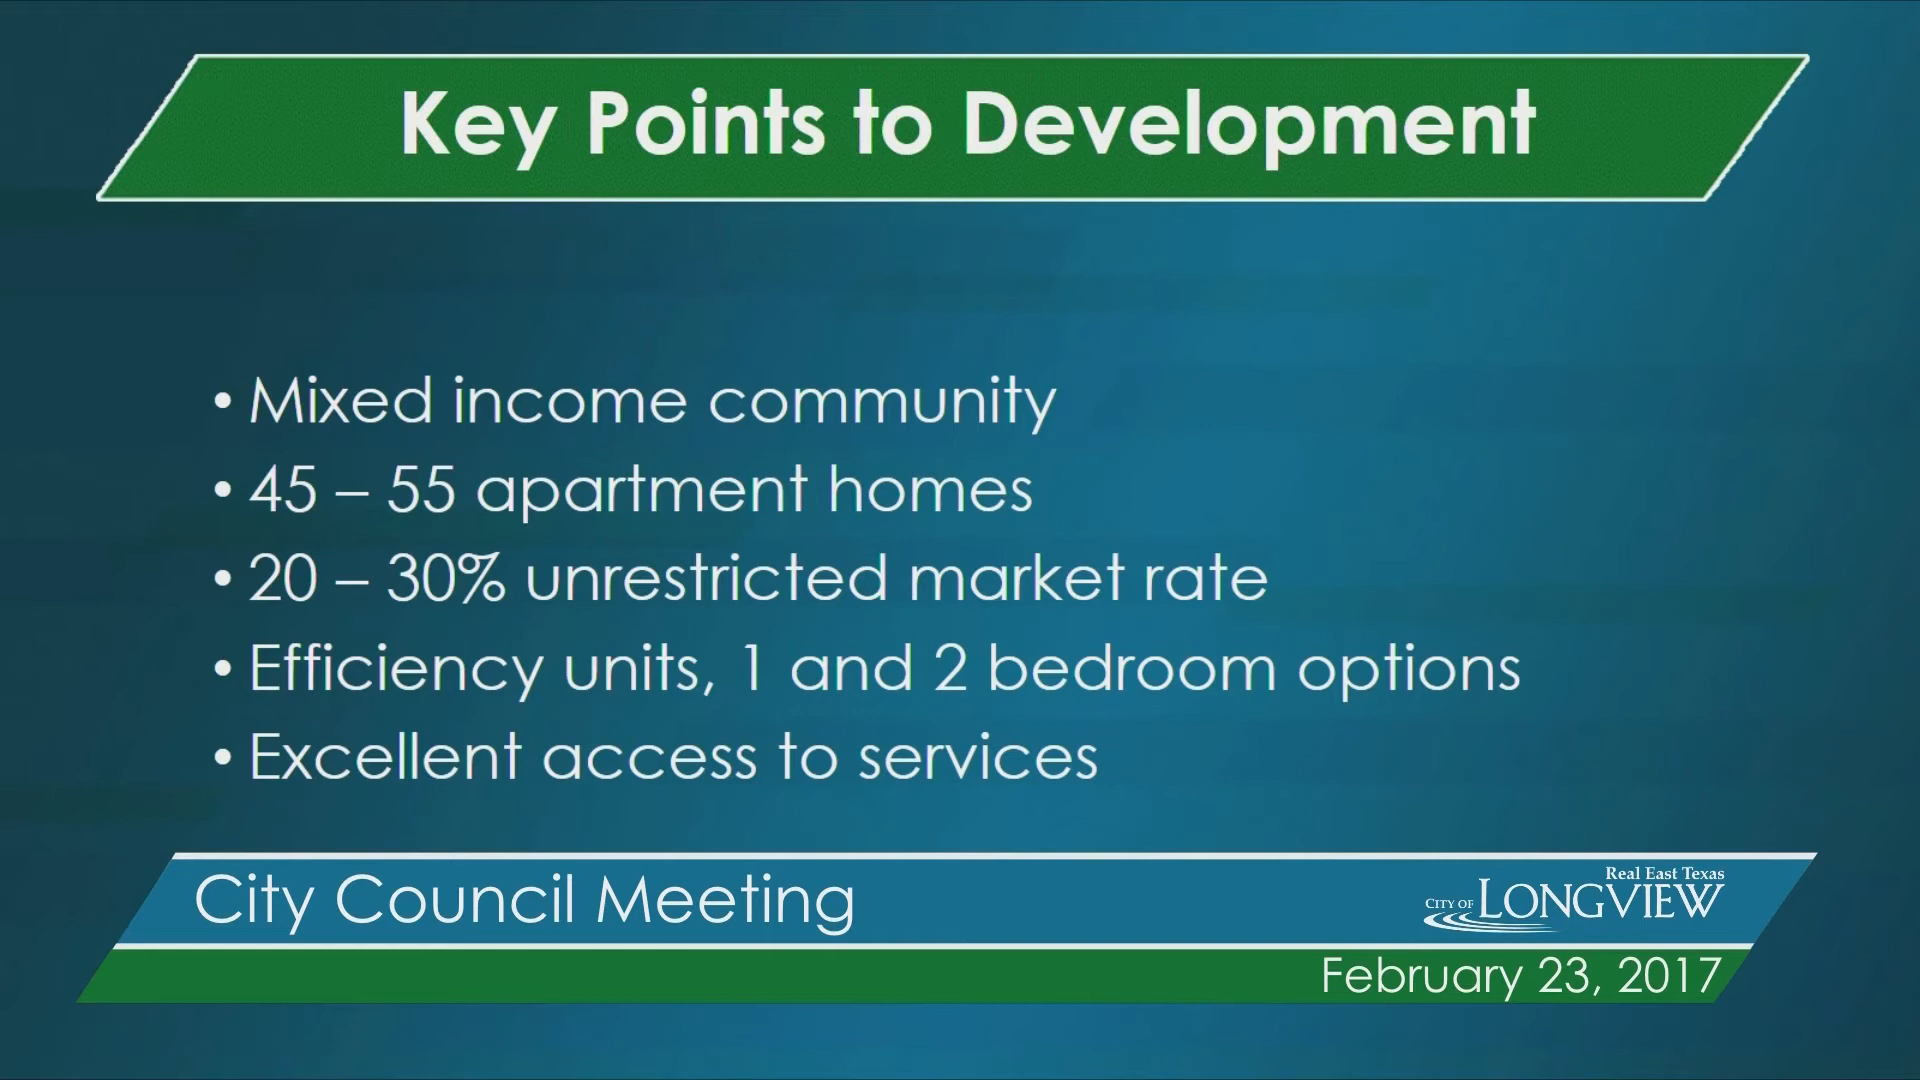 Key Points to Development
• Mixed income community
• 45 – 55 apartment homes
• 20 – 30% unrestricted market rate
• Efficiency units, 1 and 2 bedroom options
• Excellent access to services
City Council Meeting
Real East Texas
CITY OF LONGVIEW
February 23, 2017